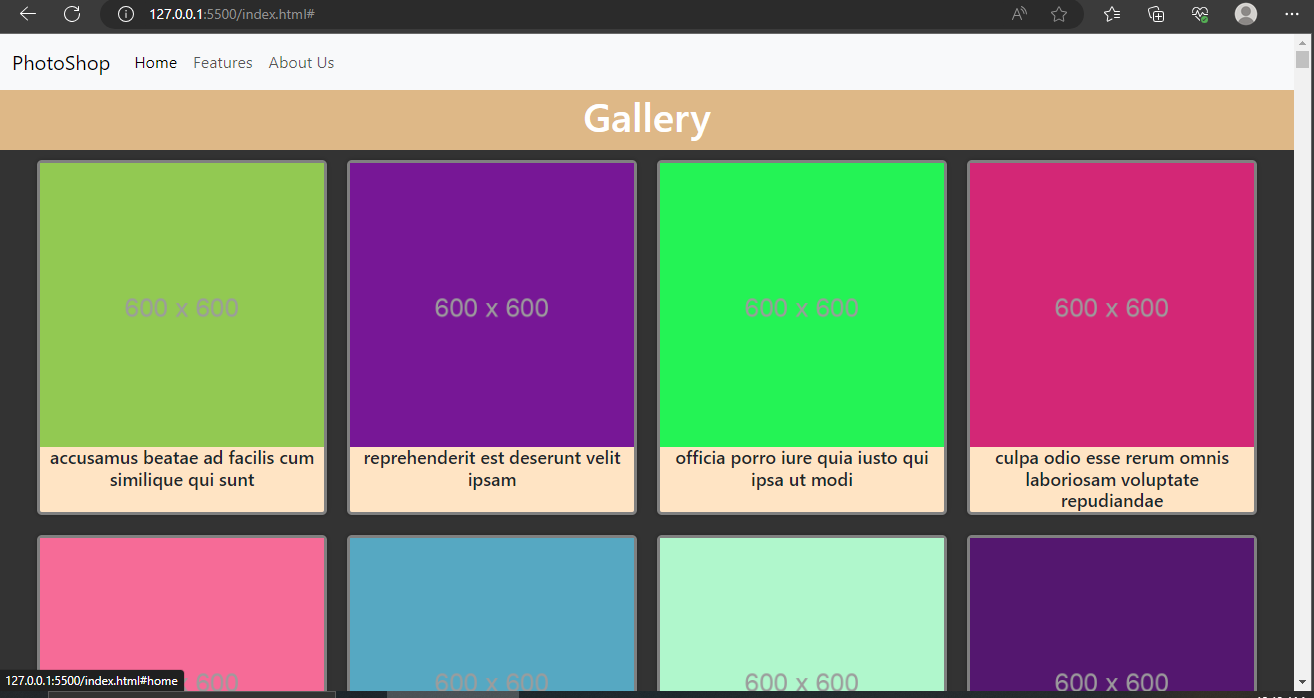 127.0.0.1:5500/index.html#
PhotoShop Home Features About Us
Gallery
600 x 600 600 x 600 600 x 600 600 x 600
accusamus beatae ad facilis cum
similique qui sunt
reprehenderit est deserunt velit
ipsam
officia porro iure quia iusto qui
ipsa ut modi
culpa odio esse rerum omnis
laboriosam voluptate
repudiandae
600 600 x 600 600 x 600 600 x 600
127.0.0.1:5500/index.html#home